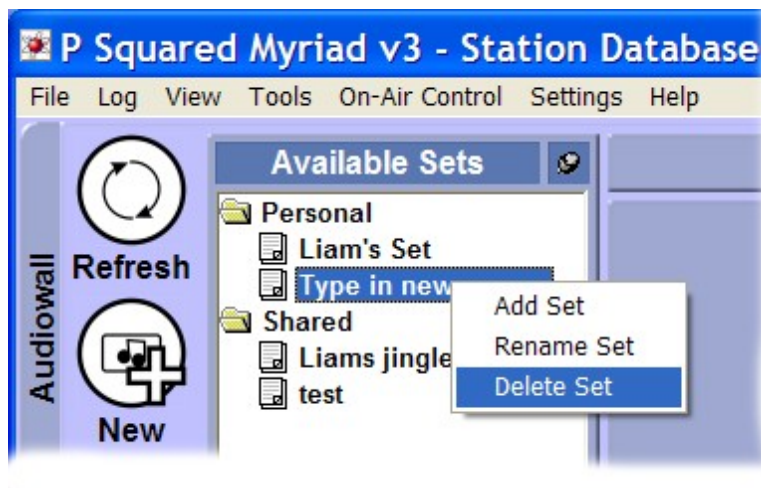 P Squared Myriad v3 - Station Database
File Log View Tools On-Air Control Settings Help
Available Sets
Personal
Liam's Set
Type in new
Shared
Liams jingle
test
Add Set
Rename Set
Delete Set
Refresh
New
Audiowall